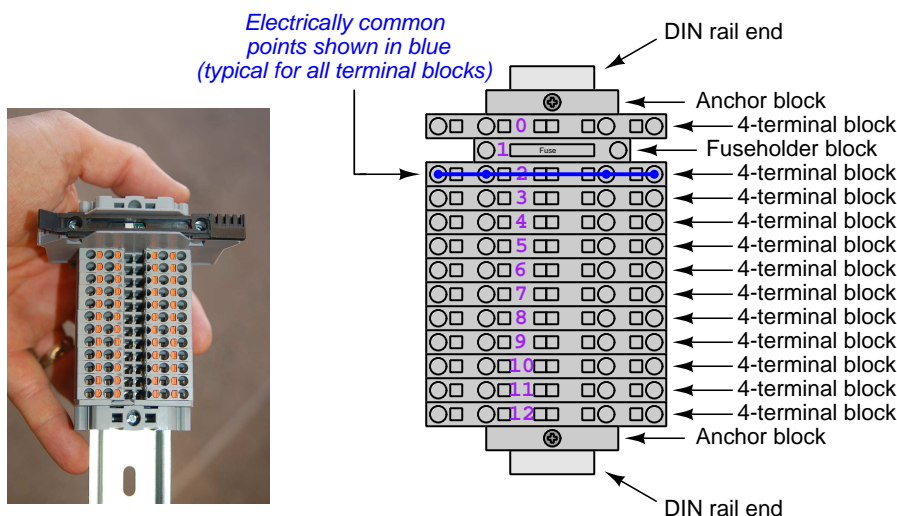 Electrically common
points shown in blue
(typical for all terminal blocks)
DIN rail end
Anchor block
0 4-terminal block
1 Fuse Fuseholder block
2 4-terminal block
3 4-terminal block
4 4-terminal block
5 4-terminal block
6 4-terminal block
7 4-terminal block
8 4-terminal block
9 4-terminal block
10 4-terminal block
11 4-terminal block
12 4-terminal block
Anchor block
DIN rail end